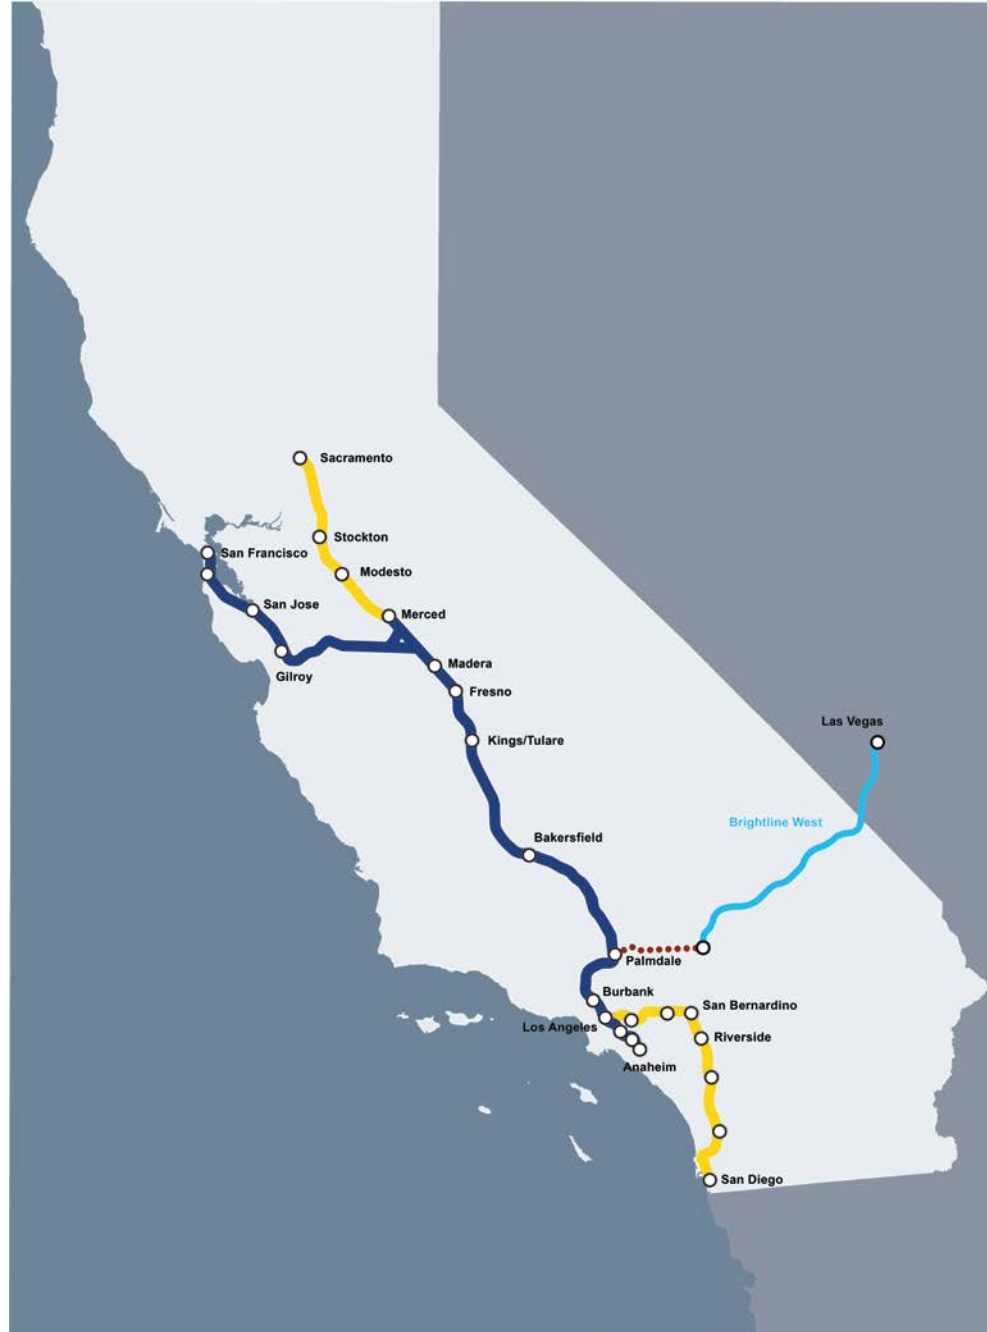 Sacramento
Stockton
San Francisco
Modesto
San Jose
Merced
Madera
Gilroy
Fresno
Las Vegas
Kings/Tulare
Brightline West
Bakersfield
Palmdale
Burbank
San Bernardino
Los Angeles
Riverside
Anaheim
San Diego